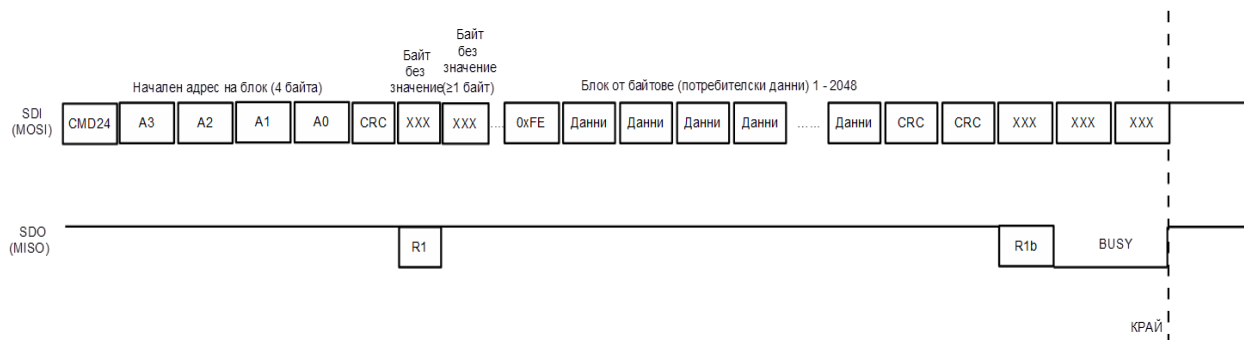 Байт
без
значение
Байт
без
значение
(≥1 байт)
Начален адрес на блок (4 байта)
Блок от байтове (потребителски данни) 1 - 2048
SDI
(MOSI)
CMD24 A3 A2 A1 A0 CRC XXX XXX .... 0xFE Данни Данни Данни Данни ... ... Данни CRC CRC XXX XXX XXX
SDO
(MISO)
R1 R1b BUSY
КРАЙ